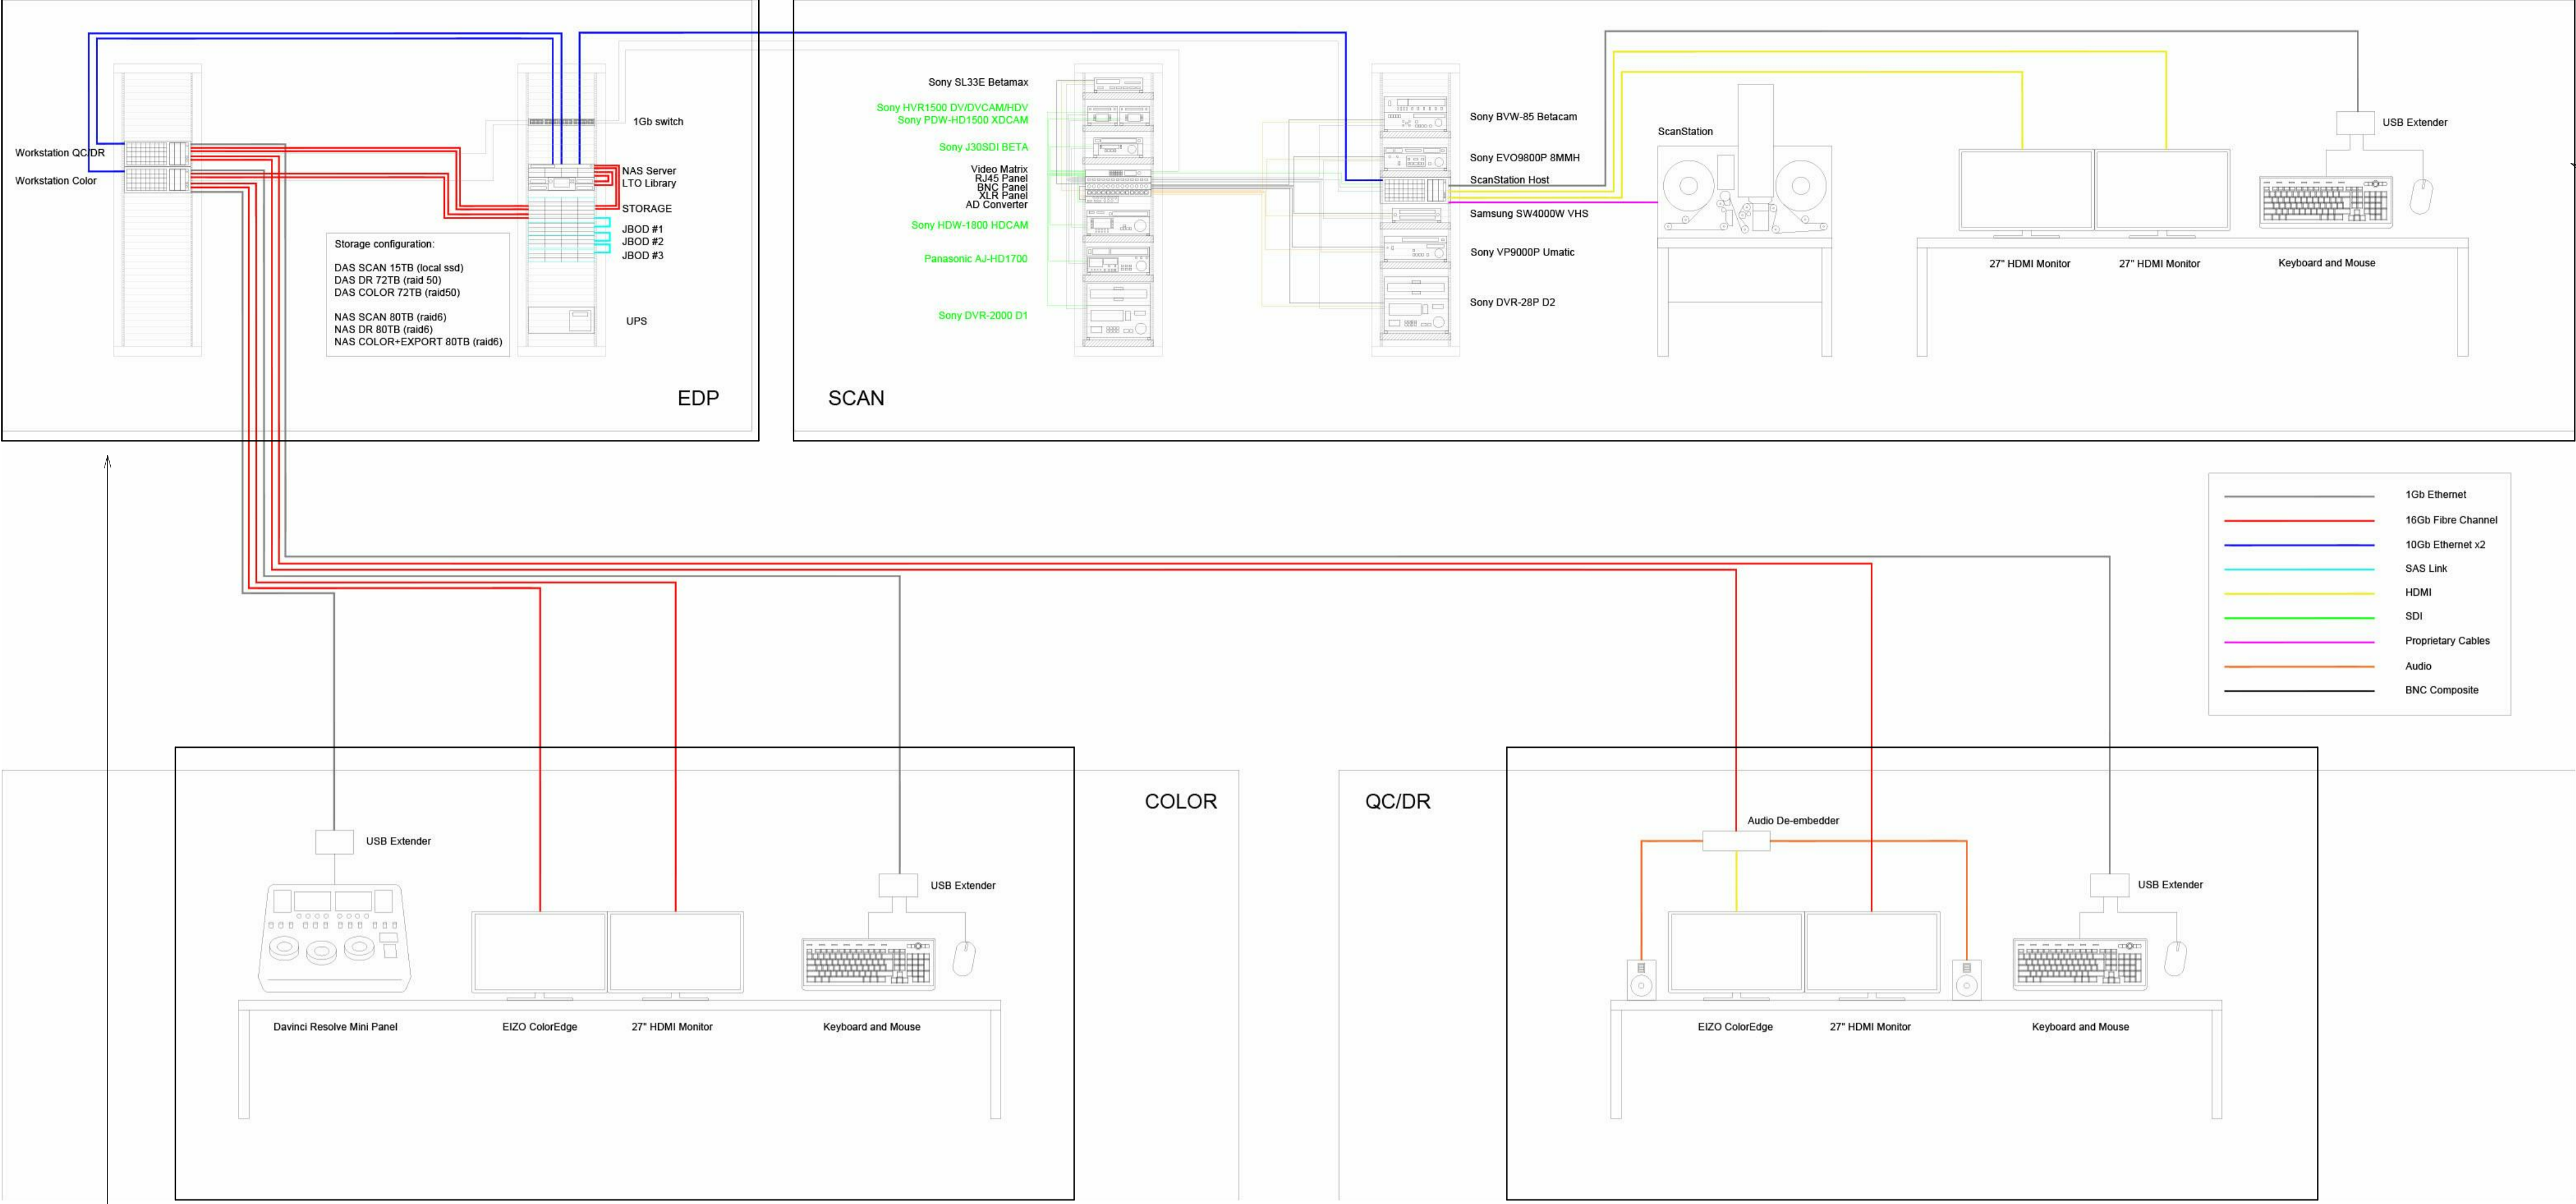 Workstation QC/DR
Workstation Color
1Gb switch
NAS Server
LTO Library
STORAGE
JBOD #1
JBOD #2
JBOD #3
UPS
Storage configuration:
DAS SCAN 15TB (local ssd)
DAS DR 72TB (raid 50)
DAS COLOR 72TB (raid50)
NAS SCAN 80TB (raid6)
NAS DR 80TB (raid6)
NAS COLOR+EXPORT 80TB (raid6)
EDP
SCAN
Sony SL33E Betamax
Sony HVR1500 DV/DVCAM/HDV
Sony PDW-HD1500 XDCAM
Sony J30SDI BETA
Video Matrix
RJ45 Panel
BNC Panel
XLR Panel
AD Converter
Sony HDW-1800 HDCAM
Panasonic AJ-HD1700
Sony DVR-2000 D1
Sony BVW-85 Betacam
Sony EVO9800P 8MMH
ScanStation Host
Samsung SW4000W VHS
Sony VP9000P Umatic
Sony DVR-28P D2
ScanStation
USB Extender
27" HDMI Monitor
27" HDMI Monitor
Keyboard and Mouse
1Gb Ethernet
16Gb Fibre Channel
10Gb Ethernet x2
SAS Link
HDMI
SDI
Proprietary Cables
Audio
BNC Composite
COLOR
USB Extender
USB Extender
Davinci Resolve Mini Panel
EIZO ColorEdge
27" HDMI Monitor
Keyboard and Mouse
QC/DR
Audio De-embedder
USB Extender
EIZO ColorEdge
27" HDMI Monitor
Keyboard and Mouse